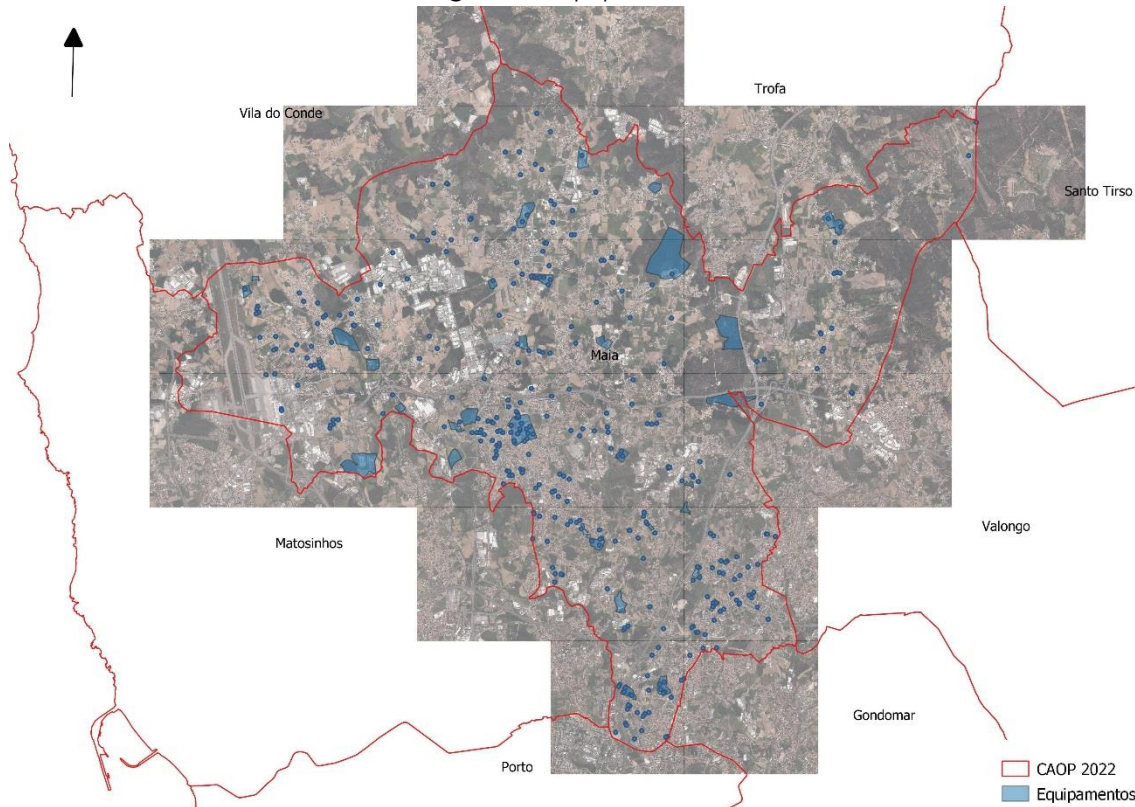 Trofa
Vila do Conde
Santo Tirso
Maia
Valongo
Matosinhos
Gondomar
Porto
CAOP 2022
Equipamentos